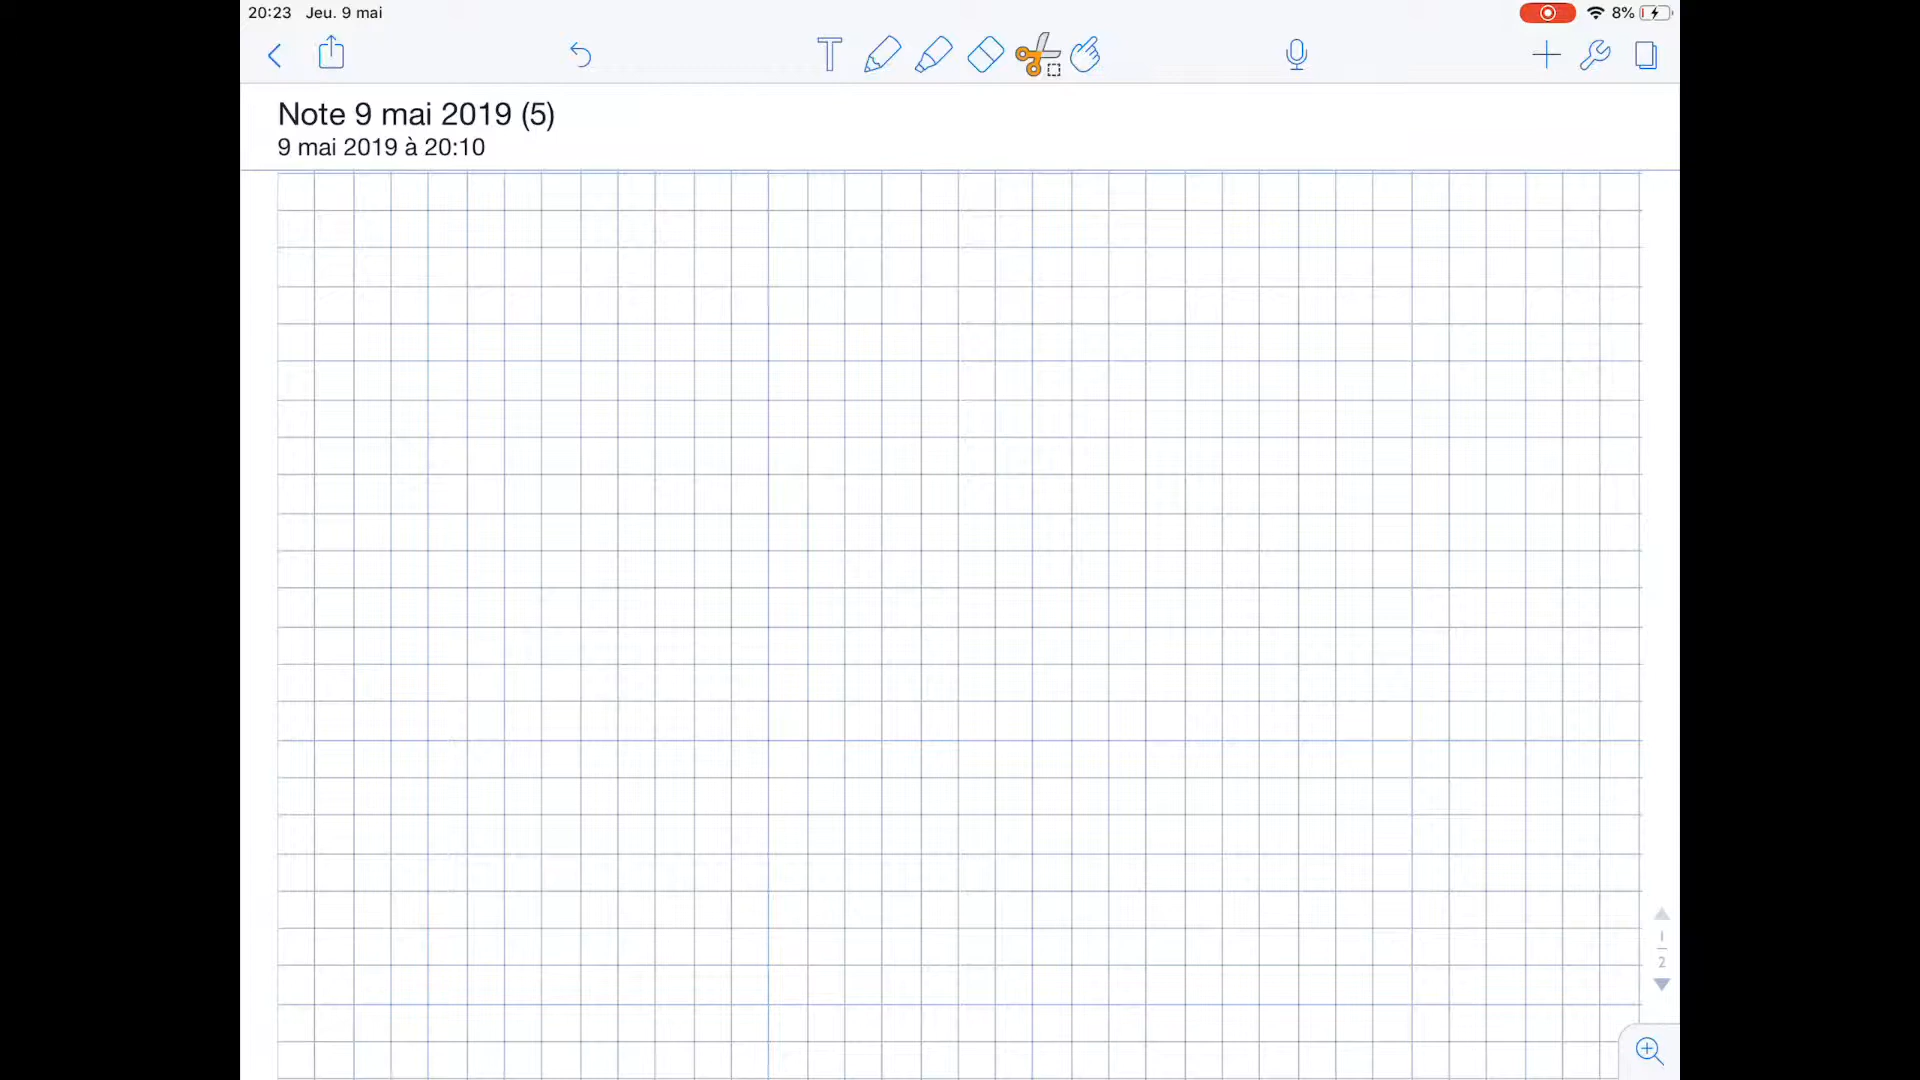 20:23 Jeu. 9 mai
8%
T
Note 9 mai 2019 (5)
9 mai 2019 à 20:10
1
2